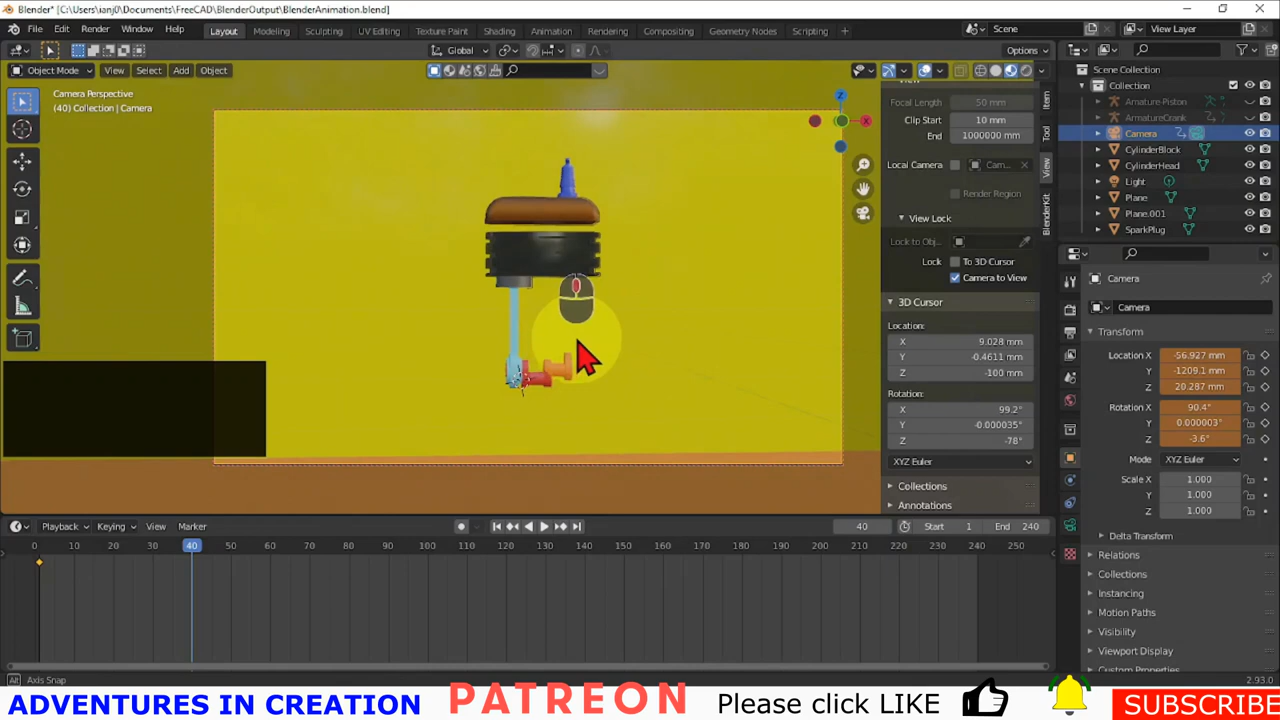 Blender* [C:\Users\ianj0\Documents\FreeCAD\BlenderOutput\BlenderAnimation.blend]
File Edit Render Window Help Layout Modeling Sculpting UV Editing Texture Paint Shading Animation Rendering Compositing Geometry Nodes Scripting + Scene View Layer
Global Options
Object Mode View Select Add Object
Camera Perspective
(40) Collection | Camera
Z
X
View
Focal Length 50 mm
Clip Start 10 mm
End 1000000 mm
Local Camera Cam...
Render Region
View Lock
Lock to Obj...
Lock To 3D Cursor
Camera to View
3D Cursor
Location:
X 9.028 mm
Y -0.4611 mm
Z -100 mm
Rotation:
X 99.2°
Y -0.000035°
Z -78°
XYZ Euler
Collections
Annotations
Item
Tool
View
BlenderKit
Scene Collection
Collection
Amature-Piston
ArmatureCrank
Camera
CylinderBlock
CylinderHead
Light
Plane
Plane.001
SparkPlug
Camera
Camera
Transform
Location X -56.927 mm
Y -1209.1 mm
Z 20.287 mm
Rotation X 90.4°
Y 0.000003°
Z -3.6°
Mode XYZ Euler
Scale X 1.000
Y 1.000
Z 1.000
Delta Transform
Relations
Collections
Instancing
Motion Paths
Visibility
Viewport Display
Custom Properties
Playback Keying View Marker 40 Start 1 End 240
0 10 20 30 40 50 60 70 80 90 100 110 120 130 140 150 160 170 180 190 200 210 220 230 240 250
Alt Axis Snap 2.93.0
ADVENTURES IN CREATION PATREON Please click LIKE SUBSCRIBE